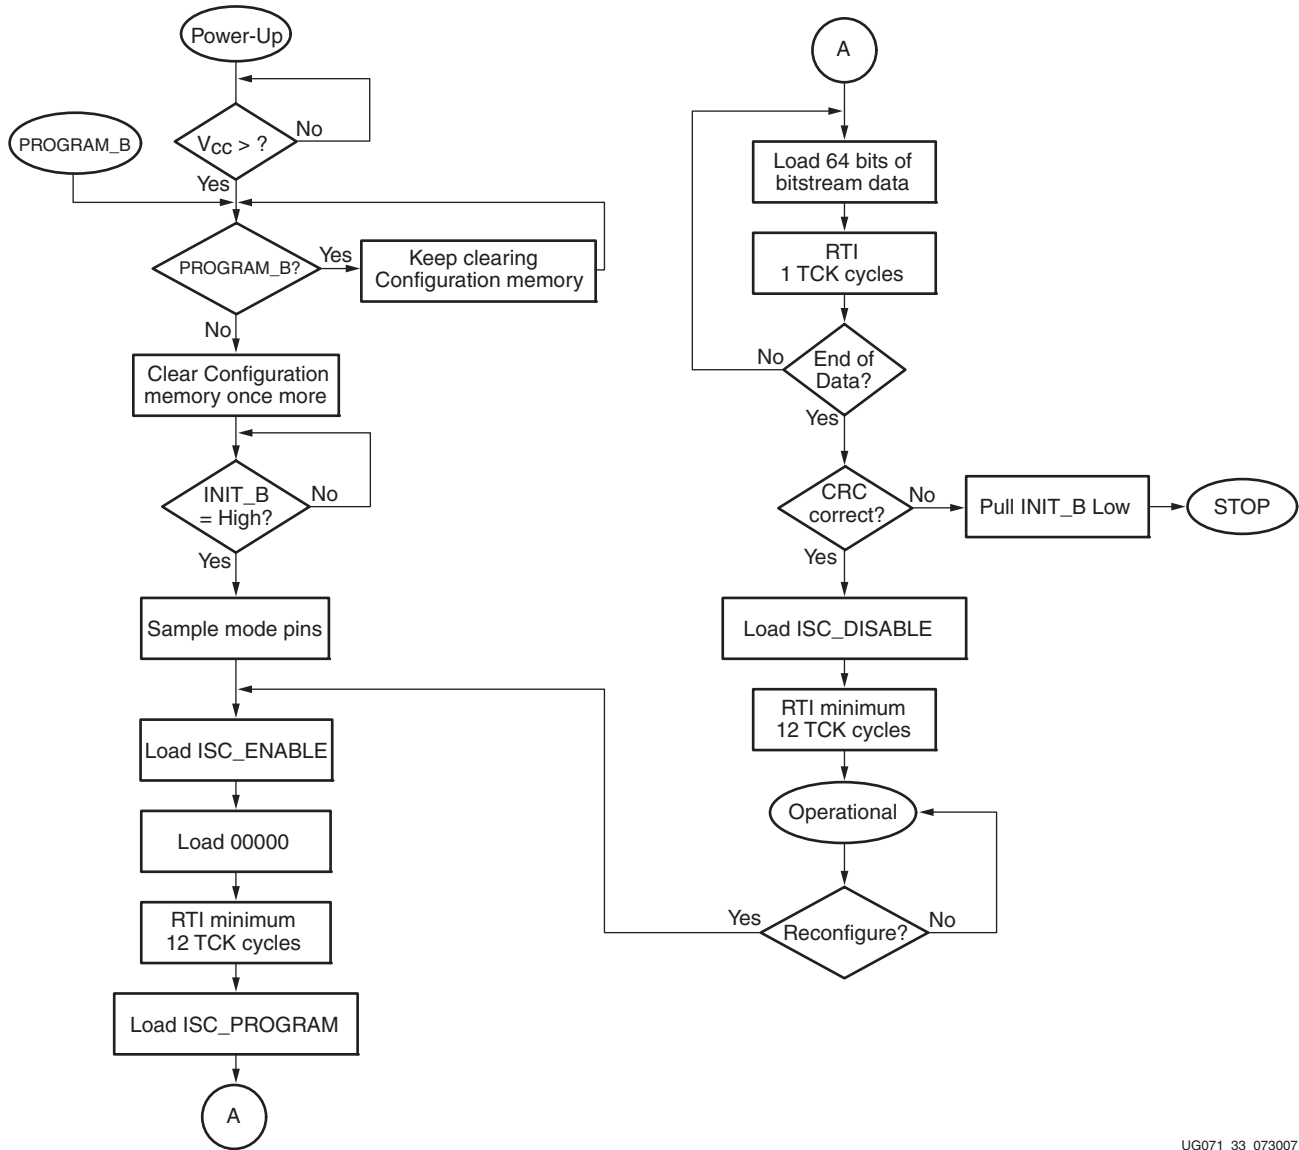 Power-Up
No
VCC > ?
PROGRAM_B
Yes
PROGRAM_B?
Yes
Keep clearing
Configuration memory
No
Clear Configuration
memory once more
INIT_B
= High?
No
Yes
Sample mode pins
Load ISC_ENABLE
Load 00000
RTI minimum
12 TCK cycles
Load ISC_PROGRAM
A
A
Load 64 bits of
bitstream data
RTI
1 TCK cycles
No
End of
Data?
Yes
CRC
correct?
No
Pull INIT_B Low
STOP
Yes
Load ISC_DISABLE
RTI minimum
12 TCK cycles
Operational
Yes
Reconfigure?
No
UG071_33_073007